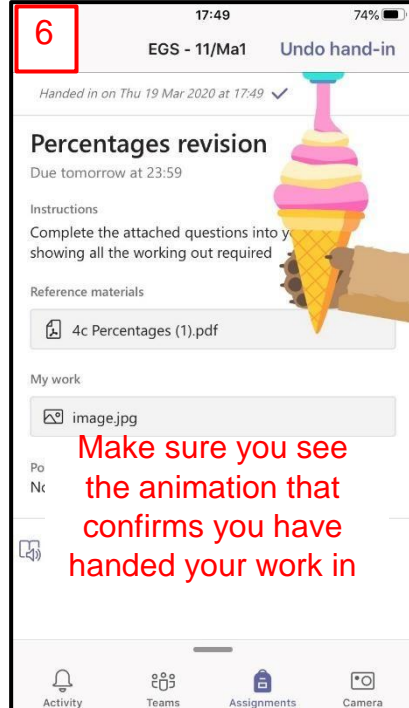 6
17:49
74%
EGS - 11/Ma1
Undo hand-in
Handed in on Thu 19 Mar 2020 at 17:49
Percentages revision
Due tomorrow at 23:59
Instructions
Complete the attached questions into
showing all the working out required
Reference materials
4c Percentages (1).pdf
My work
image.jpg
Make sure you see
the animation that
confirms you have
handed your work in
Activity
Teams
Assignments
Camera